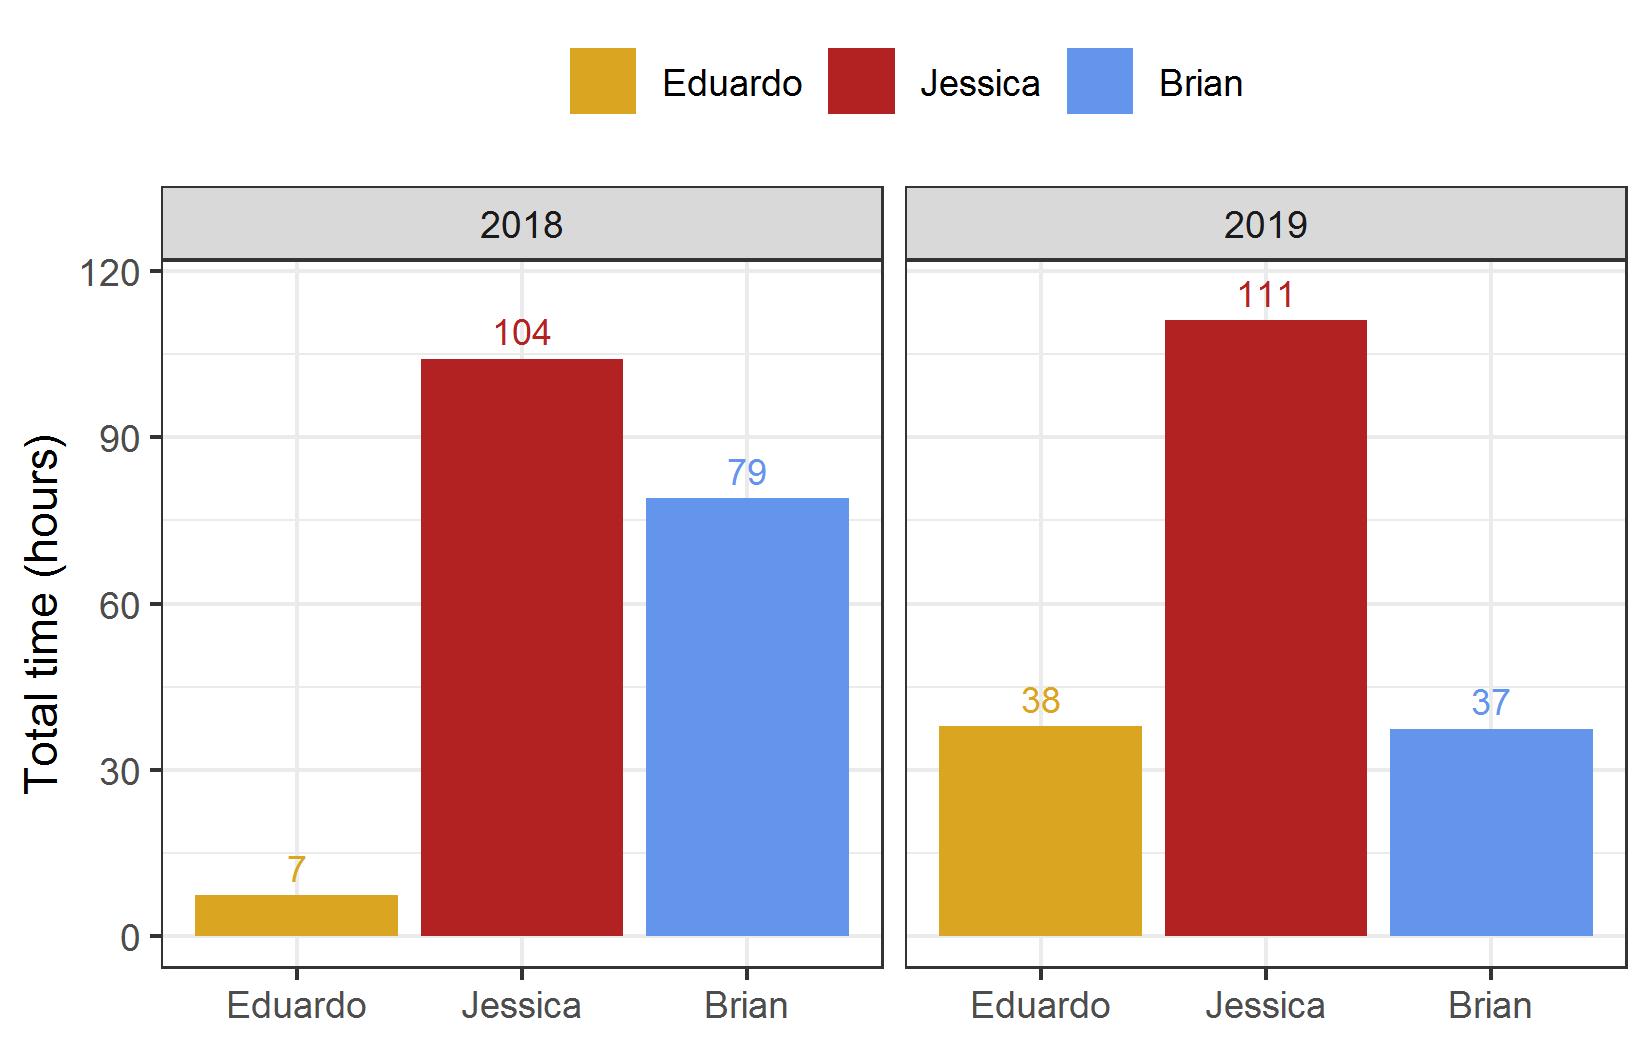 Eduardo Jessica Brian
2018 2019
Total time (hours)
120
90
60
30
0
7 104 79
38 111 37
Eduardo Jessica Brian Eduardo Jessica Brian